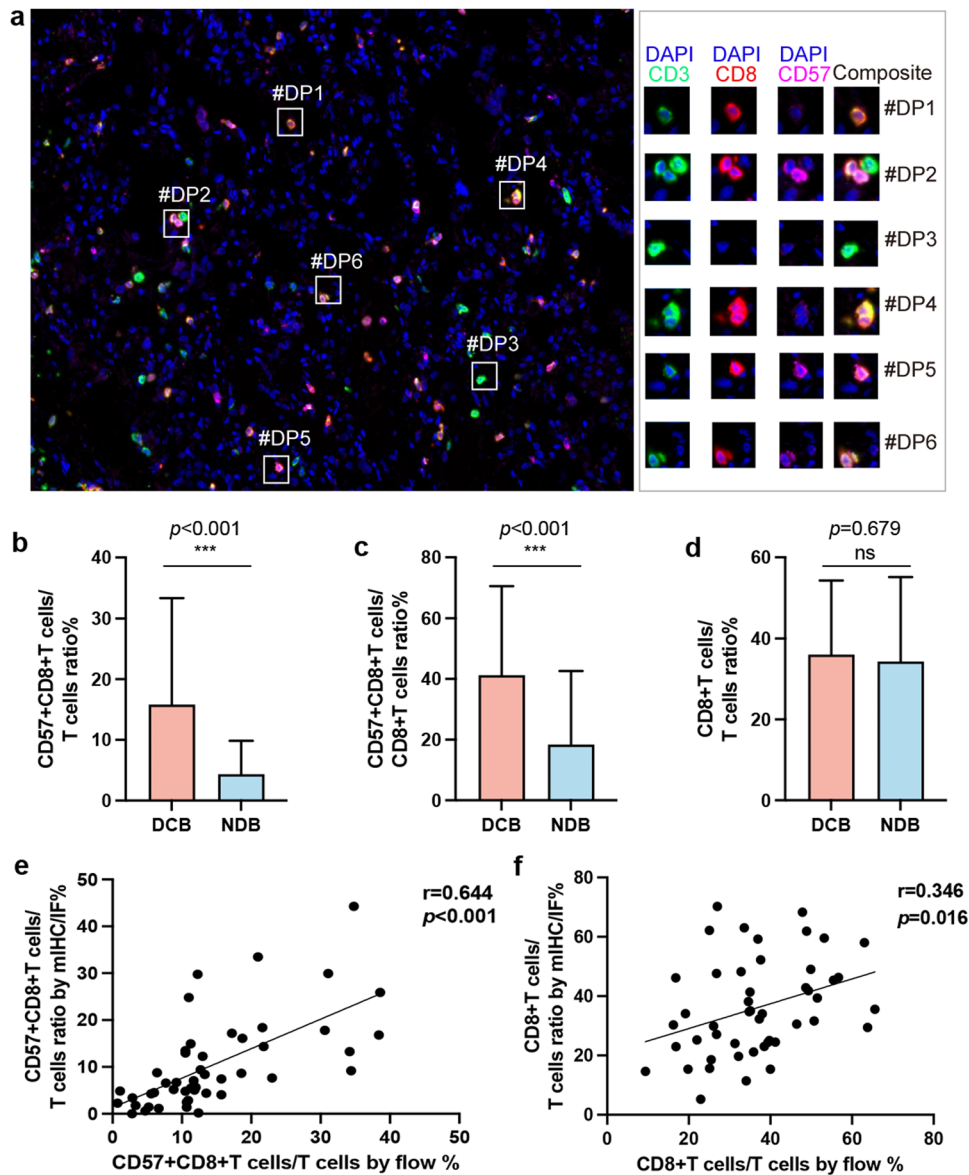 a
#DP1
#DP4
#DP2
#DP6
#DP3
#DP5
DAPI DAPI DAPI
CD3 CD8 CD57 Composite
#DP1
#DP2
#DP3
#DP4
#DP5
#DP6
b
p<0.001
***
CD57+CD8+T cells/
T cells ratio%
40
30
20
10
0
DCB NDB
c
p<0.001
***
CD57+CD8+T cells/
CD8+T cells ratio%
80
60
40
20
0
DCB NDB
d
p=0.679
ns
CD8+T cells/
T cells ratio%
60
40
20
0
DCB NDB
e
r=0.644
p<0.001
CD57+CD8+T cells/
T cells ratio by mIHC/IF%
50
40
30
20
10
0
0 10 20 30 40 50
CD57+CD8+T cells/T cells by flow %
f
r=0.346
p=0.016
CD8+T cells/
T cells ratio by mIHC/IF%
80
60
40
20
0
0 20 40 60 80
CD8+T cells/T cells by flow %